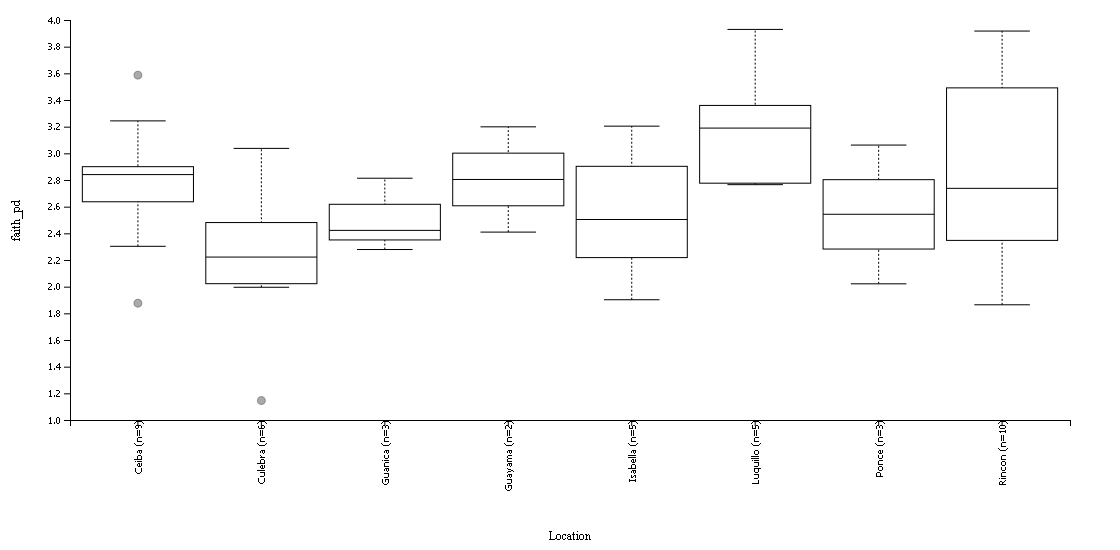 4.0
3.8
3.6
3.4
3.2
3.0
2.8
2.6
2.4
2.2
2.0
1.8
1.6
1.4
1.2
1.0
faith_pd
Ceiba (n=9)
Culebra (n=6)
Guanica (n=3)
Guayama (n=2)
Isabella (n=5)
Luquillo (n=5)
Ponce (n=3)
Rincon (n=10)
Location